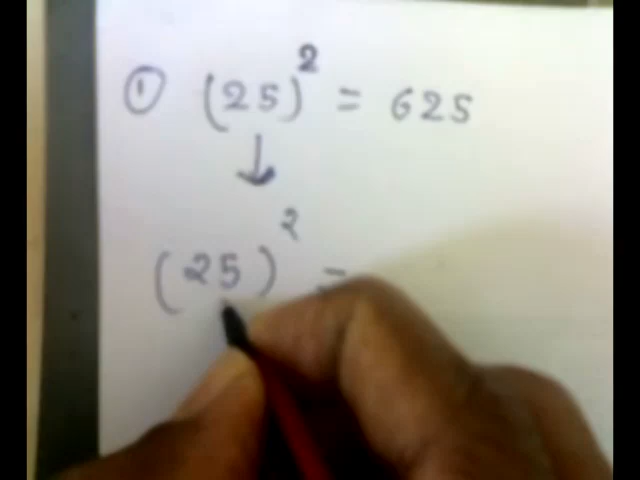 ① (25)² = 625
↓
(25)² =